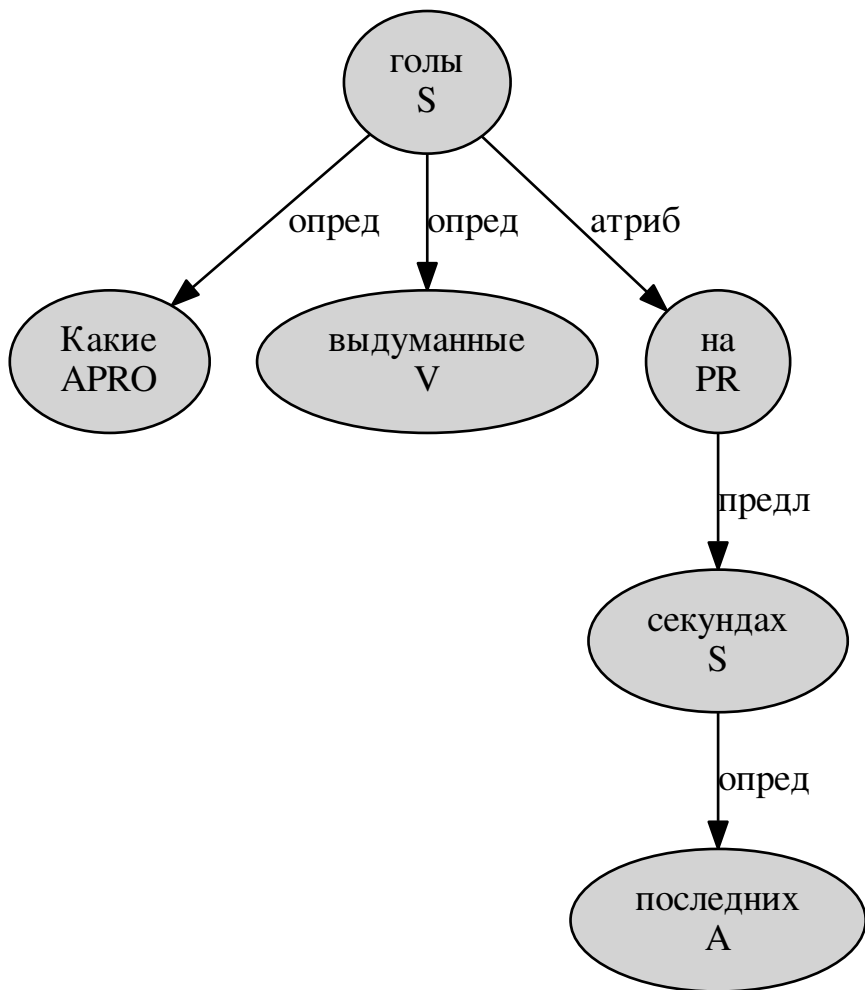 голы
S
опред
опред
атриб
Какие
APRO
выдуманные
V
на
PR
предл
секундах
S
опред
последних
A